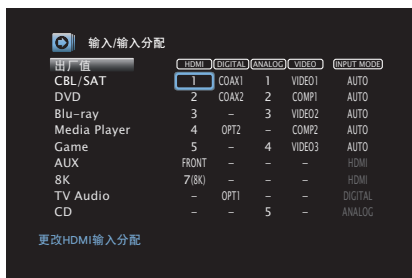 输入/输入分配
出厂值 HDMI DIGITAL ANALOG VIDEO INPUT MODE
CBL/SAT 1 COAX1 1 VIDEO1 AUTO
DVD 2 COAX2 2 COMP1 AUTO
Blu-ray 3 – 3 VIDEO2 AUTO
Media Player 4 OPT2 – COMP2 AUTO
Game 5 – 4 VIDEO3 AUTO
AUX FRONT – – – HDMI
8K 7(8K) – – – HDMI
TV Audio – OPT1 – – DIGITAL
CD – – 5 – ANALOG
更改HDMI输入分配